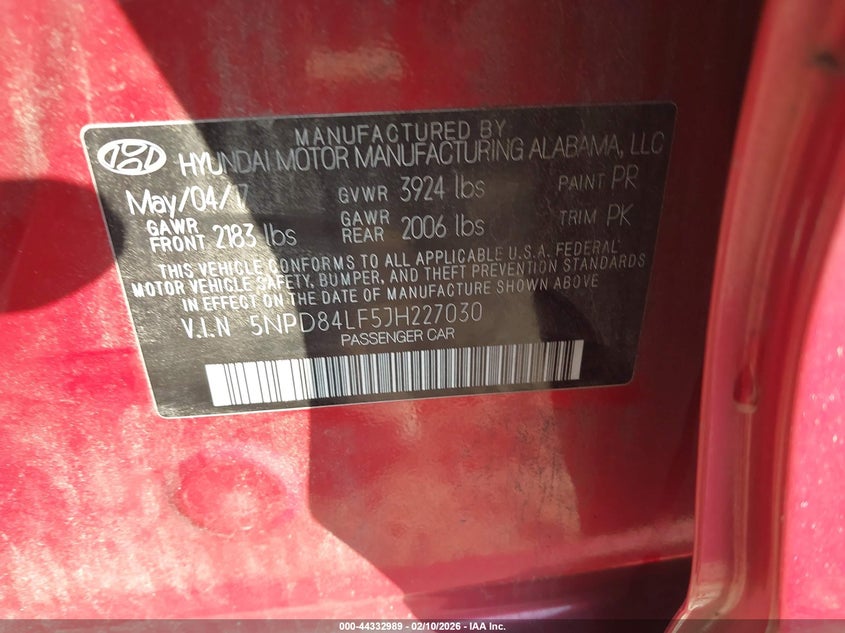 MANUFACTURED BY
HYUNDAI MOTOR MANUFACTURING ALABAMA, LLC
May/04/17 GVWR 3924 lbs PAINT PR
GAWR FRONT 2183 lbs GAWR REAR 2006 lbs TRIM PK
THIS VEHICLE CONFORMS TO ALL APPLICABLE U.S.A. FEDERAL
MOTOR VEHICLE SAFETY, BUMPER, AND THEFT PREVENTION STANDARDS
IN EFFECT ON THE DATE OF MANUFACTURE SHOWN ABOVE
V.I.N 5NPD84LF5JH227030
PASSENGER CAR
000-44332989 — 02/10/2026 — IAA Inc.